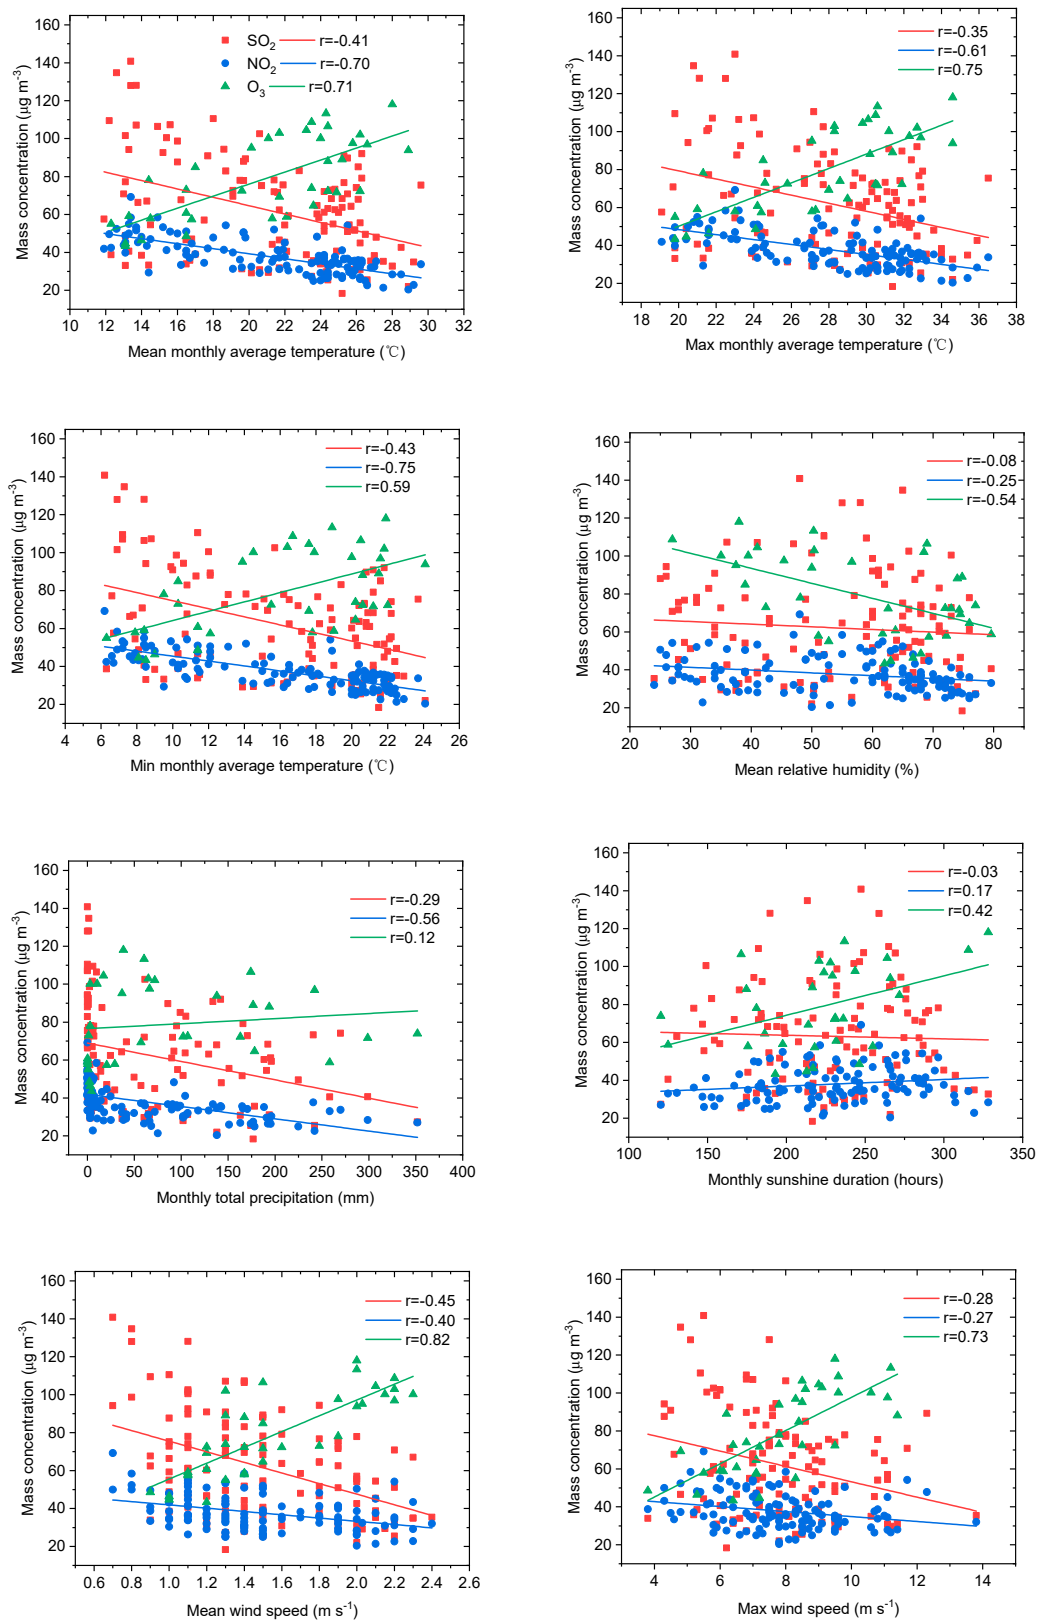 160
140
120
100
80
60
40
20
Mass concentration (μg m-3)
SO2 r=-0.41
NO2 r=-0.70
O3 r=0.71
10 12 14 16 18 20 22 24 26 28 30 32
Mean monthly average temperature (℃)
160
140
120
100
80
60
40
20
Mass concentration (μg m-3)
r=-0.35
r=-0.61
r=0.75
18 20 22 24 26 28 30 32 34 36 38
Max monthly average temperature (℃)
160
140
120
100
80
60
40
20
Mass concentration (μg m-3)
r=-0.43
r=-0.75
r=0.59
4 6 8 10 12 14 16 18 20 22 24 26
Min monthly average temperature (℃)
160
140
120
100
80
60
40
20
Mass concentration (μg m-3)
r=-0.08
r=-0.25
r=-0.54
20 30 40 50 60 70 80
Mean relative humidity (%)
160
140
120
100
80
60
40
20
Mass concentration (μg m-3)
r=-0.29
r=-0.56
r=0.12
0 50 100 150 200 250 300 350 400
Monthly total precipitation (mm)
160
140
120
100
80
60
40
20
Mass concentration (μg m-3)
r=-0.03
r=0.17
r=0.42
100 150 200 250 300 350
Monthly sunshine duration (hours)
160
140
120
100
80
60
40
20
Mass concentration (μg m-3)
r=-0.45
r=-0.40
r=0.82
0.6 0.8 1.0 1.2 1.4 1.6 1.8 2.0 2.2 2.4 2.6
Mean wind speed (m s-1)
160
140
120
100
80
60
40
20
Mass concentration (μg m-3)
r=-0.28
r=-0.27
r=0.73
4 6 8 10 12 14
Max wind speed (m s-1)